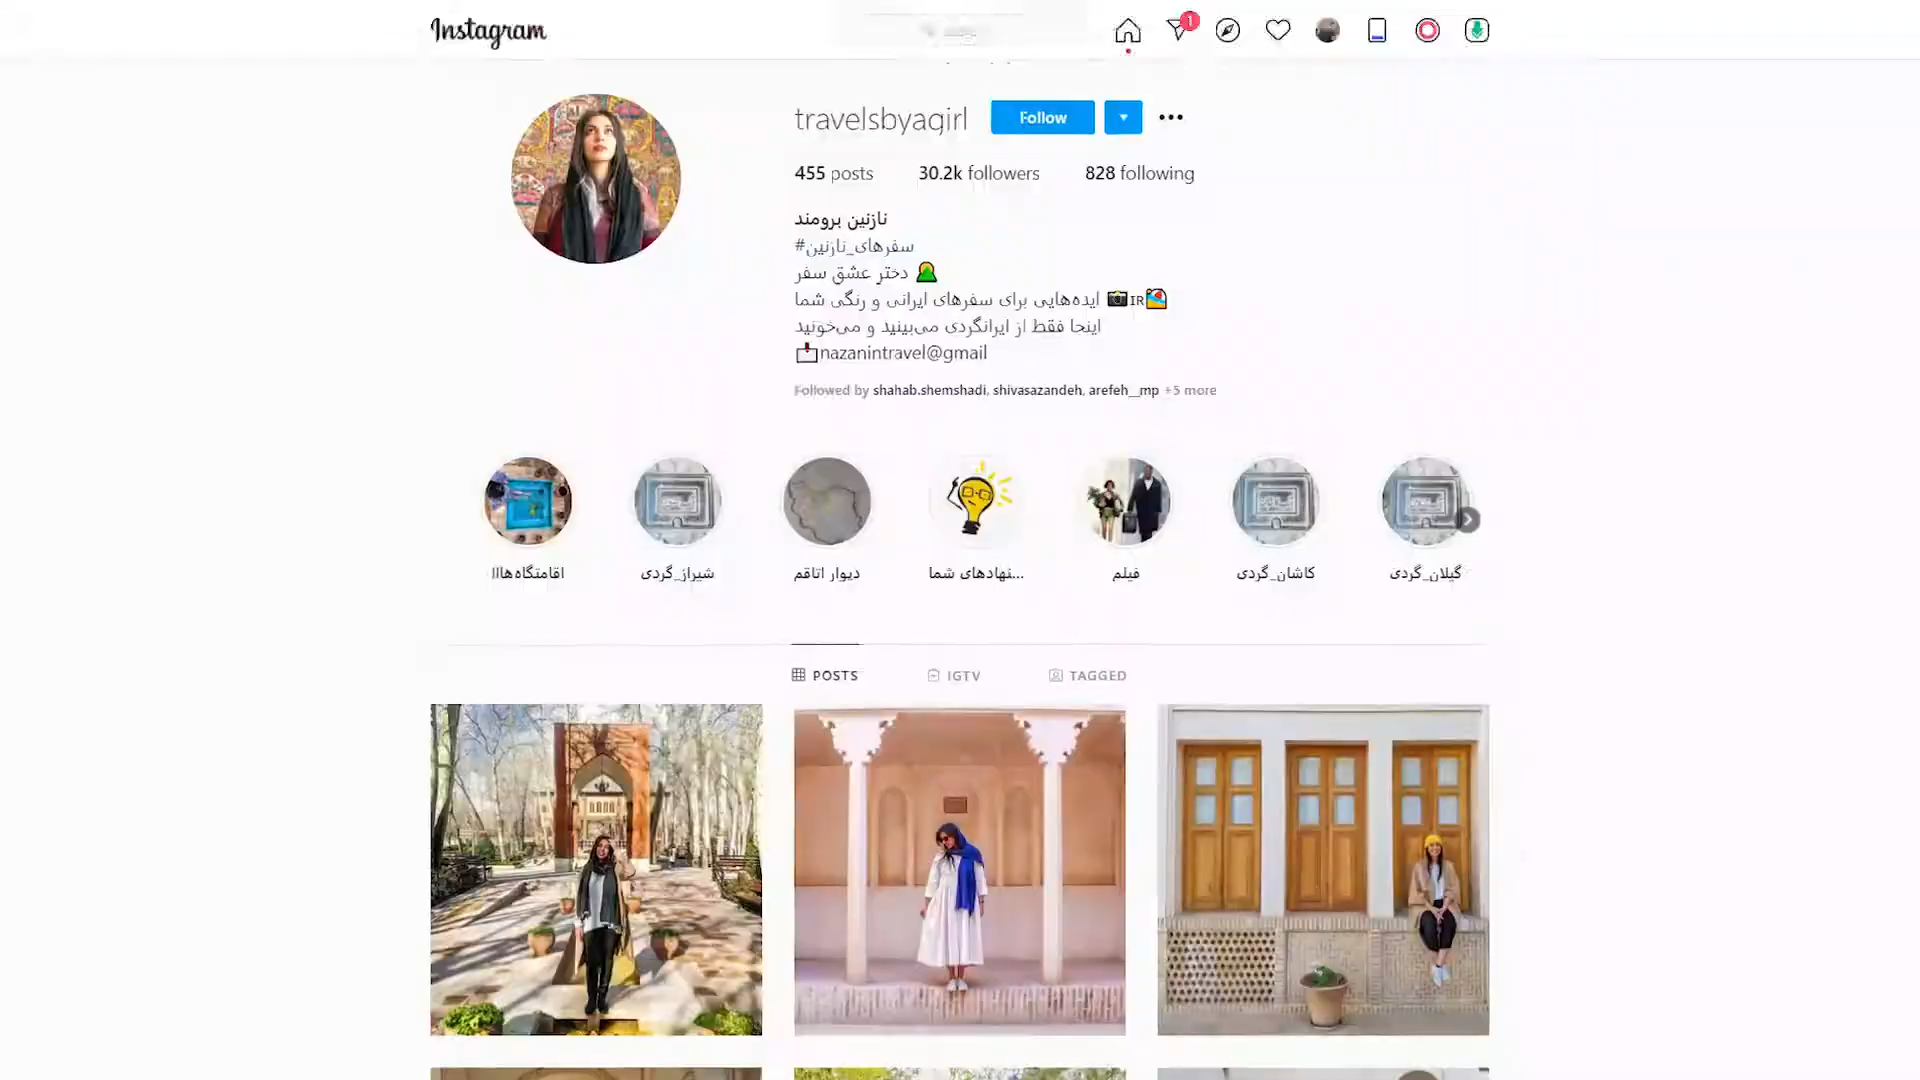 Instagram
1
travelsbyagirl Follow
455 posts 30.2k followers 828 following
نازنین برومند
#سفرهای_نازنین
دختر عشق سفر
ایده‌هایی برای سفرهای ایرانی و رنگی شما IR
اینجا فقط از ایرانگردی می‌بینید و می‌خونید
nazanintravel@gmail
Followed by shahab.shemshadi, shivasazandeh, arefeh__mp +5 more
اقامتگاه‌هااا شیراز_گردی دیوار اتاقم ...نهادهای شما فیلم کاشان_گردی گیلان_گردی
POSTS IGTV TAGGED